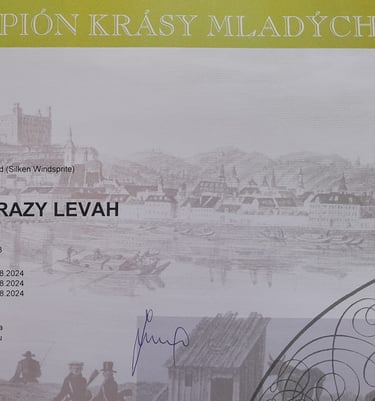 PIÓN KRÁSY MLADÝCH
d (Silken Windsprite)
RAZY LEVAH
8.2024
8.2024
8.2024
a
u